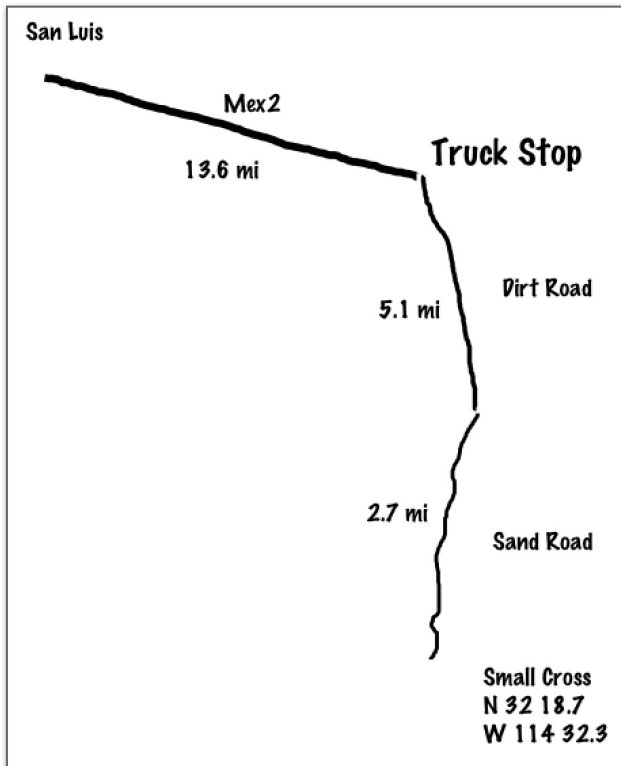 San Luis
Mex2
13.6 mi
Truck Stop
Dirt Road
5.1 mi
2.7 mi
Sand Road
Small Cross
N 32 18.7
W 114 32.3